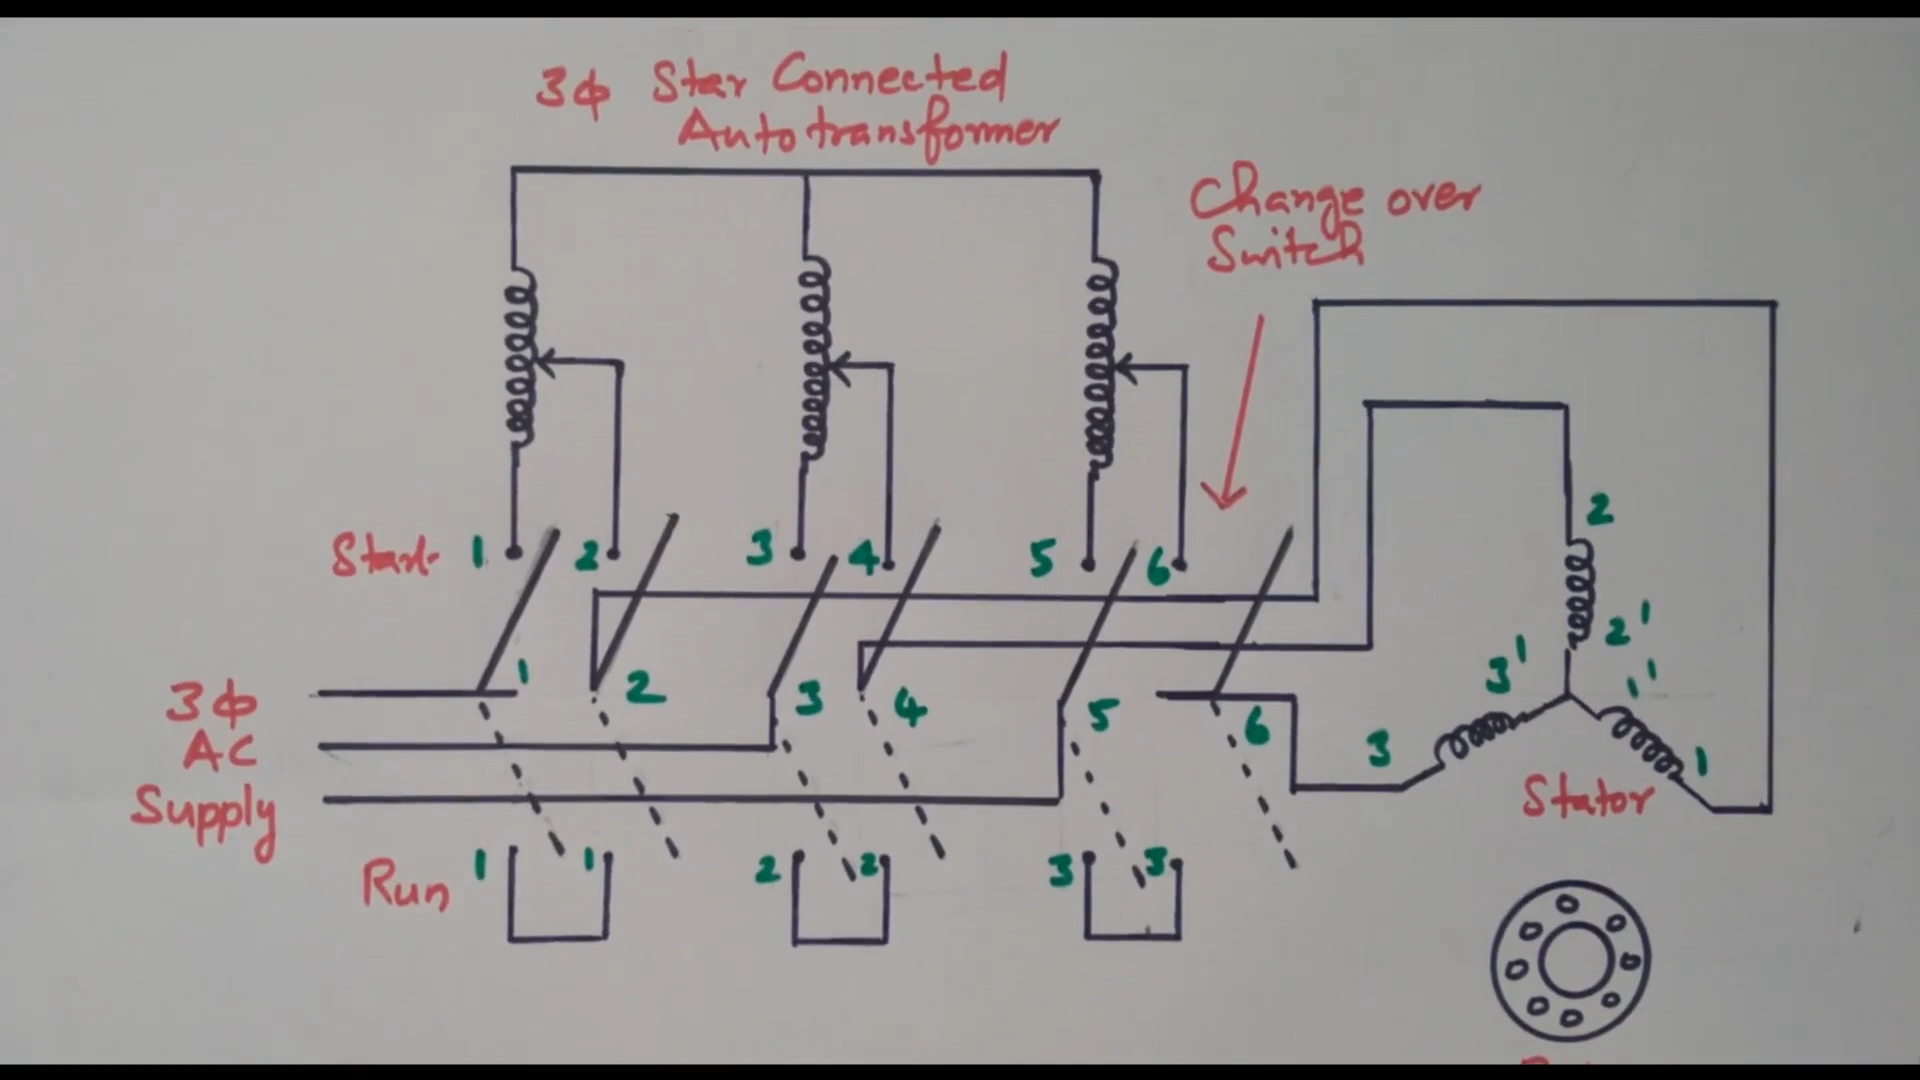 3ϕ Star Connected
Autotransformer
Change over
Switch
Start 1 2 3 4 5 6
2
2'
3' 1'
1 2 3 4 5 6
3 1
3ϕ
AC
Supply
Stator
Run 1 1 2 2 3 3